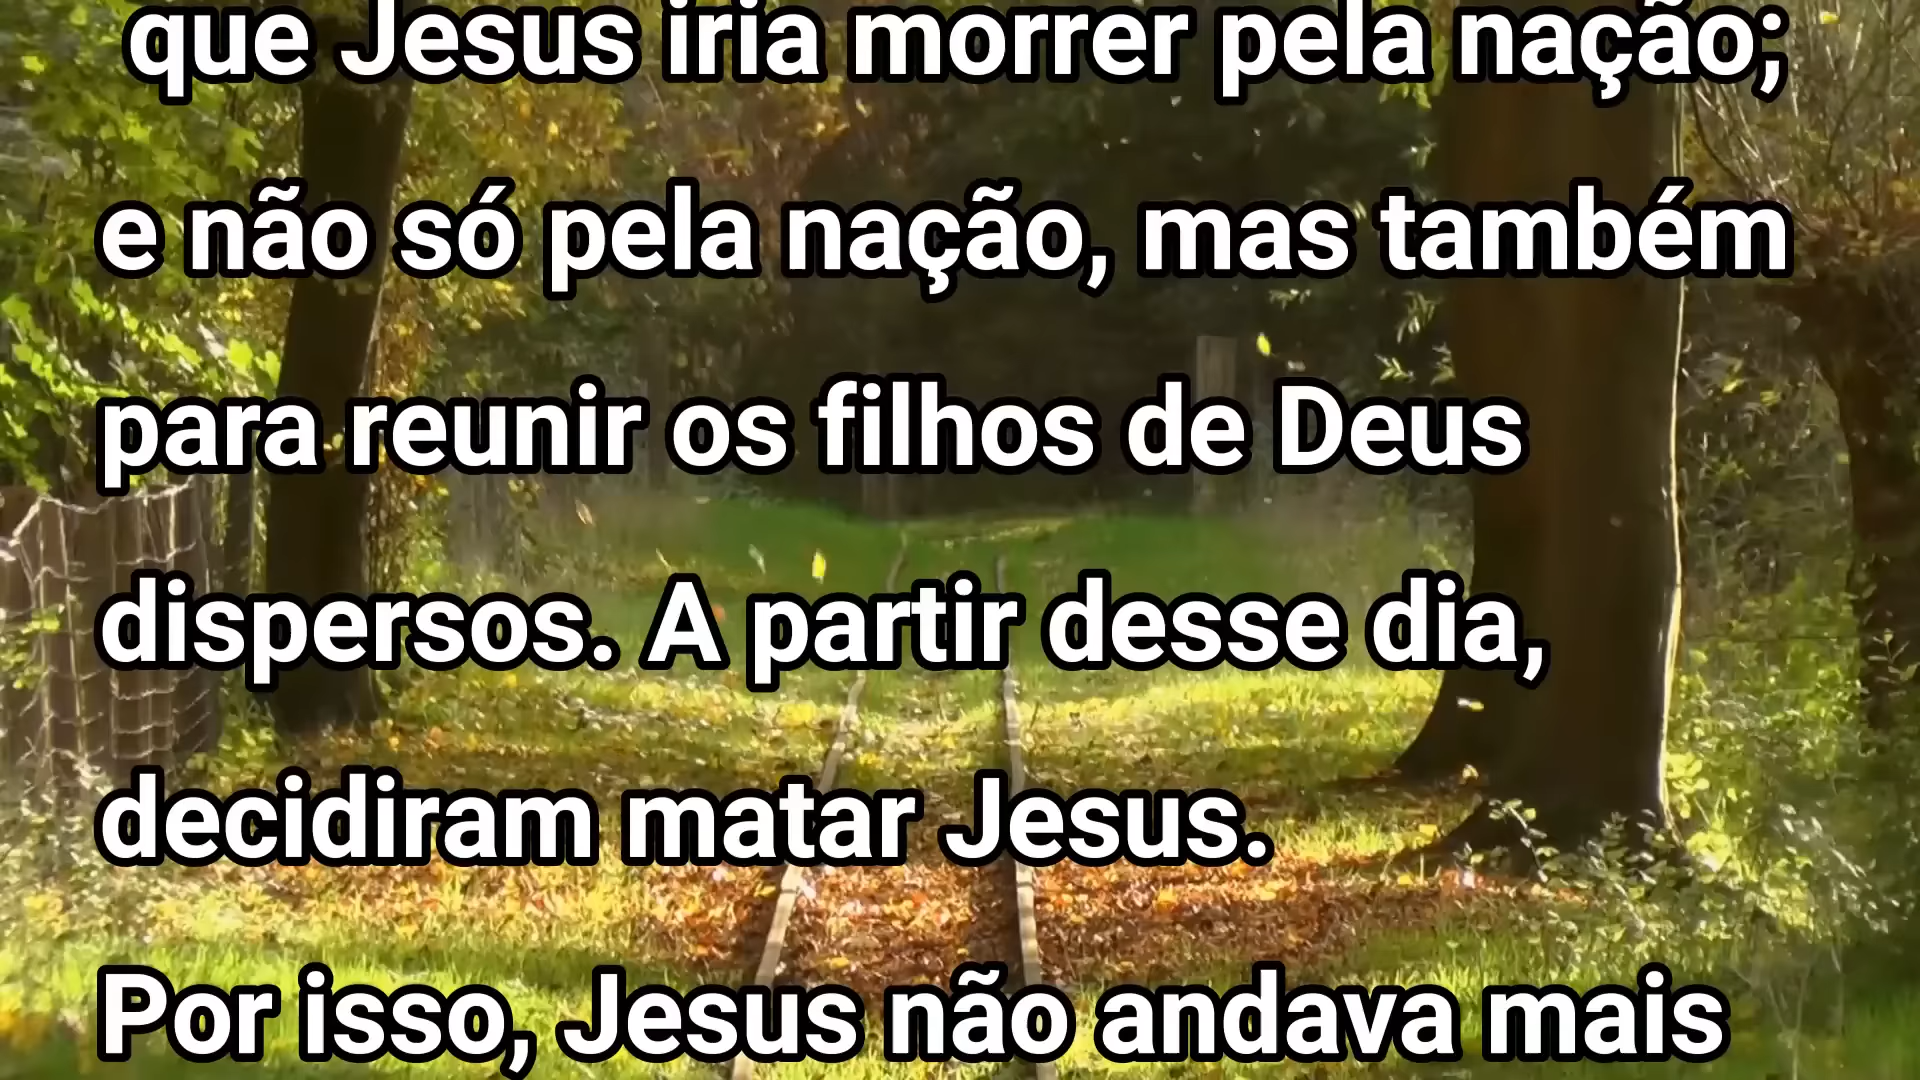 que Jesus iria morrer pela nação;
e não só pela nação, mas também
para reunir os filhos de Deus
dispersos. A partir desse dia,
decidiram matar Jesus.
Por isso, Jesus não andava mais